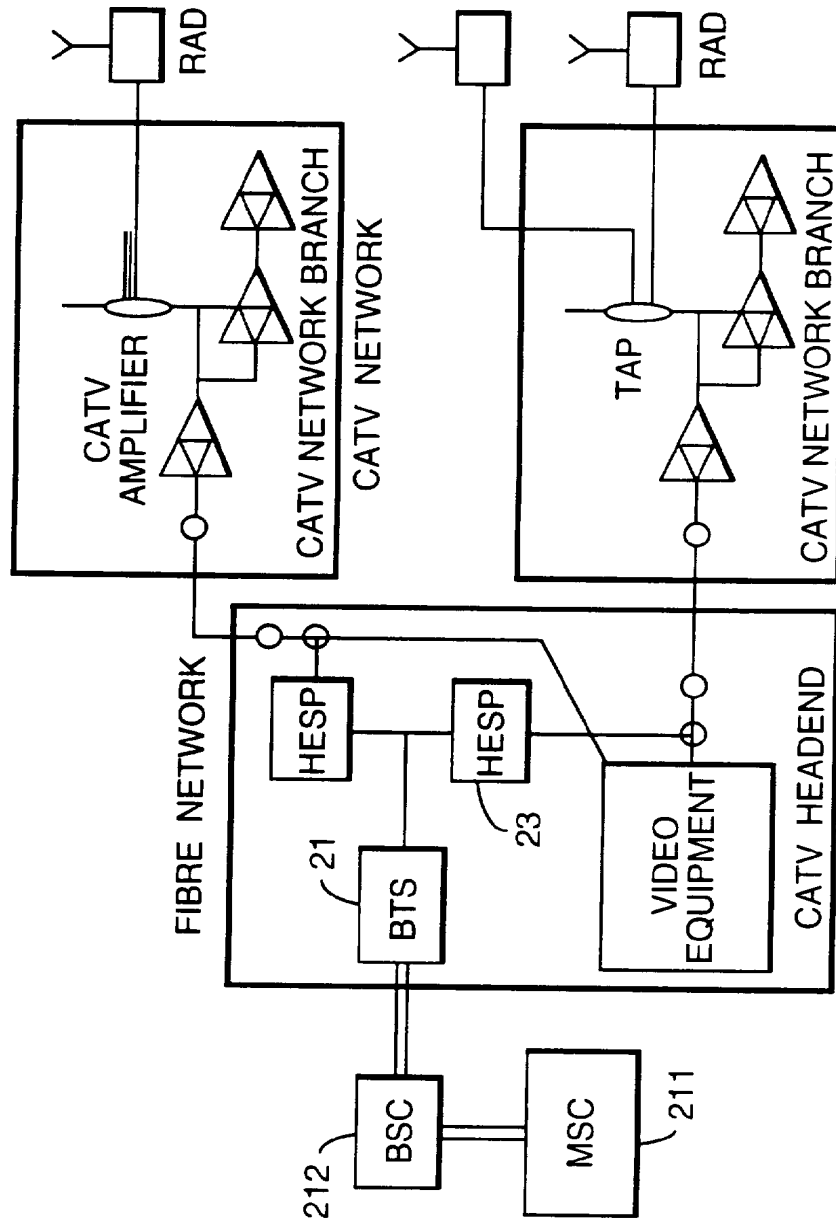 RAD
RAD
CATV
AMPLIFIER
CATV NETWORK BRANCH
CATV NETWORK
TAP
CATV NETWORK BRANCH
FIBRE NETWORK
HESP
HESP
23
21
BTS
VIDEO
EQUIPMENT
CATV HEADEND
212
BSC
MSC
211